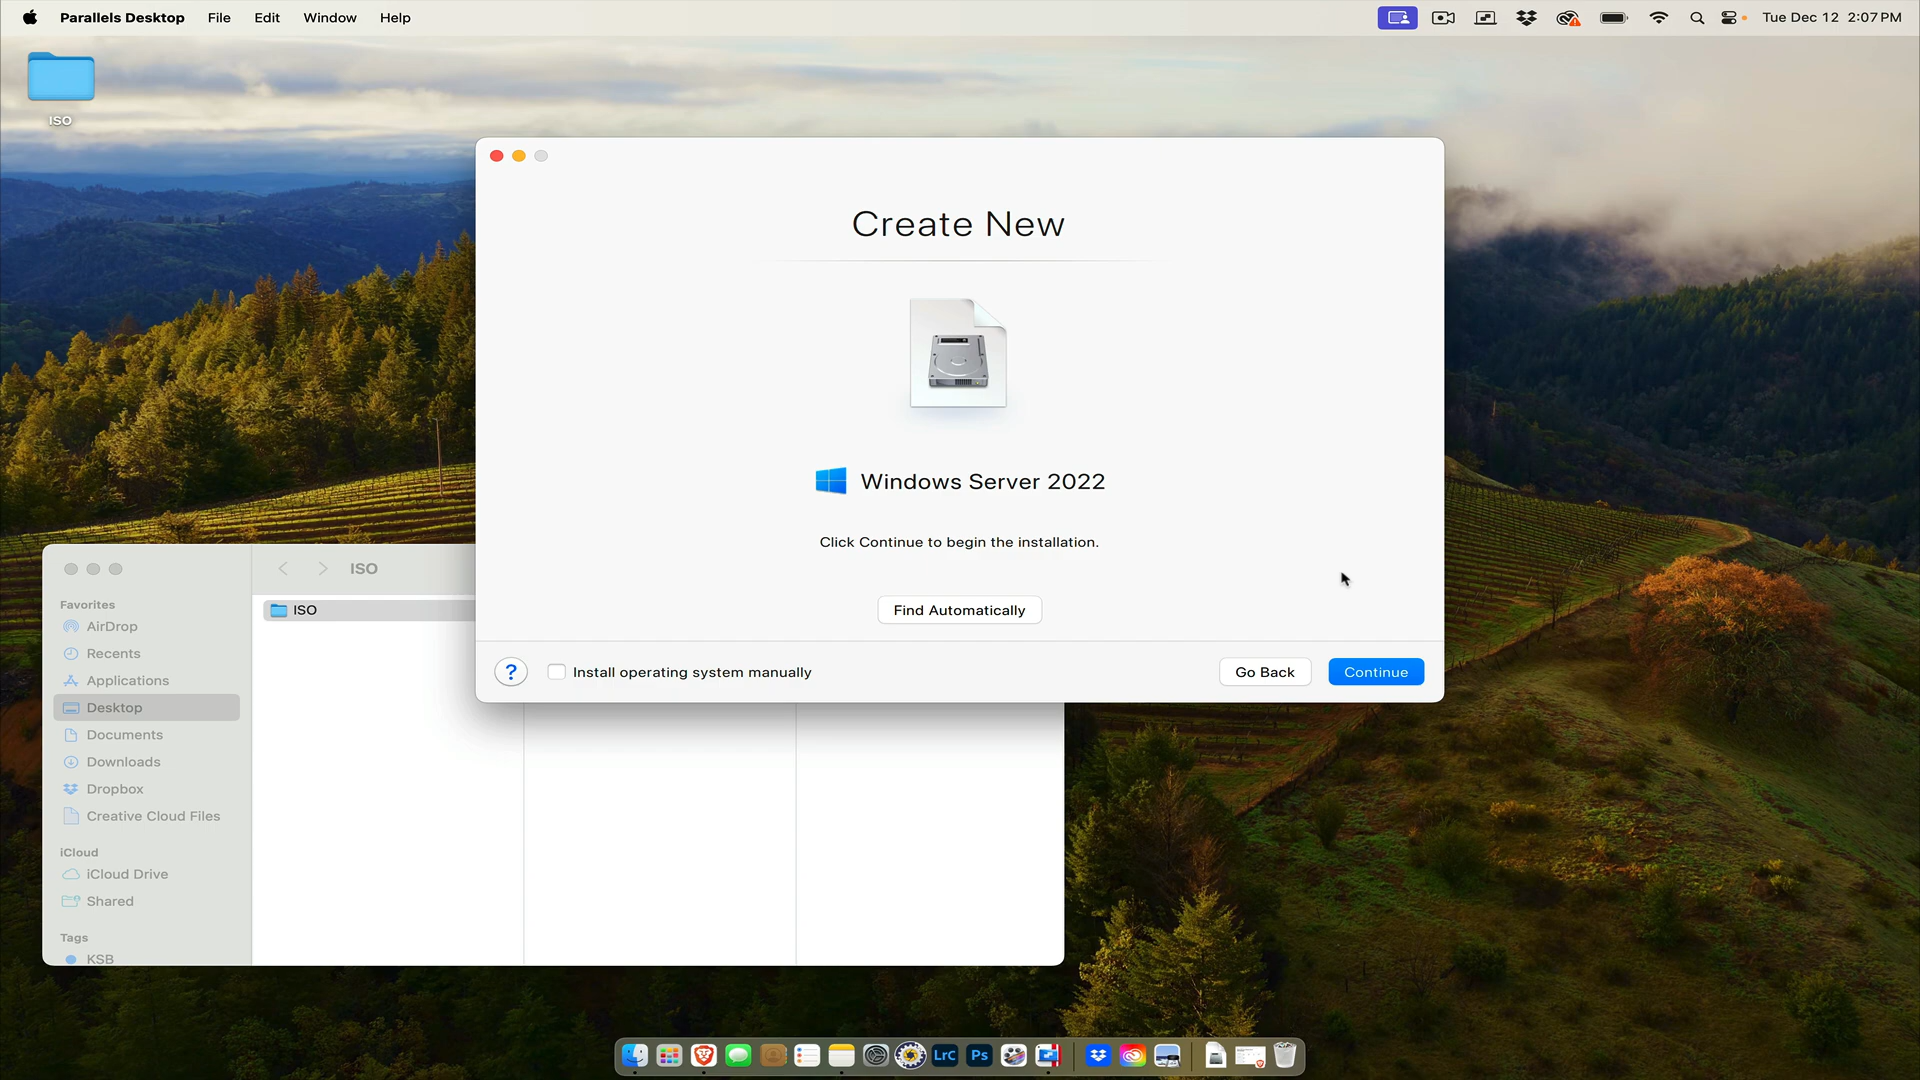 Parallels Desktop File Edit Window Help
Tue Dec 12 2:07 PM
ISO
Create New
Windows Server 2022
Click Continue to begin the installation.
Find Automatically
? Install operating system manually
Go Back Continue
ISO
Favorites
ISO
AirDrop
Recents
Applications
Desktop
Documents
Downloads
Dropbox
Creative Cloud Files
iCloud
iCloud Drive
Shared
Tags
KSB
LrC
Ps